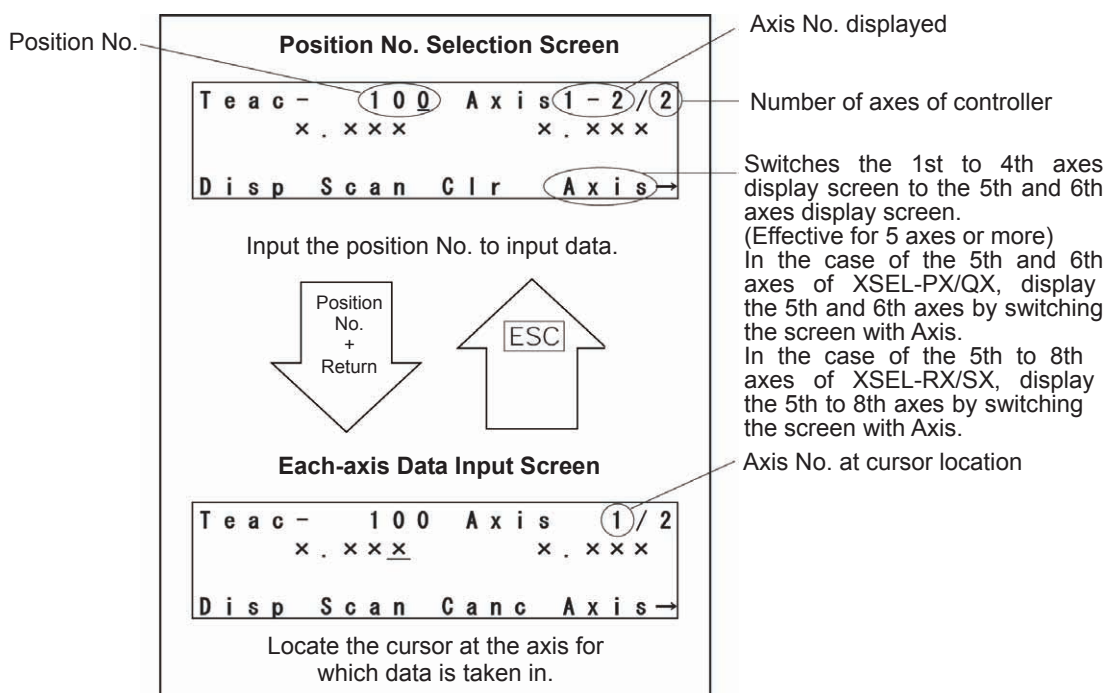 Position No.
Position No. Selection Screen
Axis No. displayed
Teac- 100 Axis1-2/2
×.××× ×.×××
Number of axes of controller
Disp Scan Clr Axis→
Switches the 1st to 4th axes
display screen to the 5th and 6th
axes display screen.
(Effective for 5 axes or more)
In the case of the 5th and 6th
axes of XSEL-PX/QX, display
the 5th and 6th axes by switching
the screen with Axis.
In the case of the 5th to 8th
axes of XSEL-RX/SX, display
the 5th to 8th axes by switching
the screen with Axis.
Input the position No. to input data.
Position
No.
+
Return
ESC
Each-axis Data Input Screen
Axis No. at cursor location
Teac- 100 Axis 1/2
×.××× ×.×××
Disp Scan Canc Axis→
Locate the cursor at the axis for
which data is taken in.